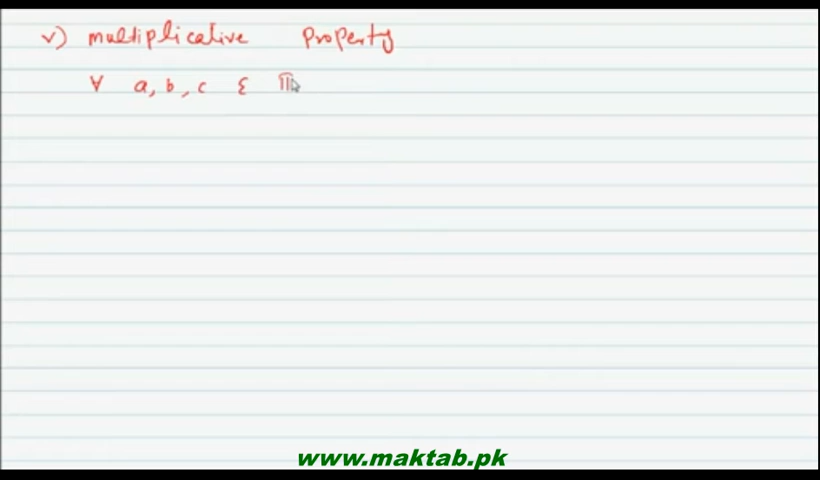 v) multiplicative property
∀ a, b, c ε
www.maktab.pk